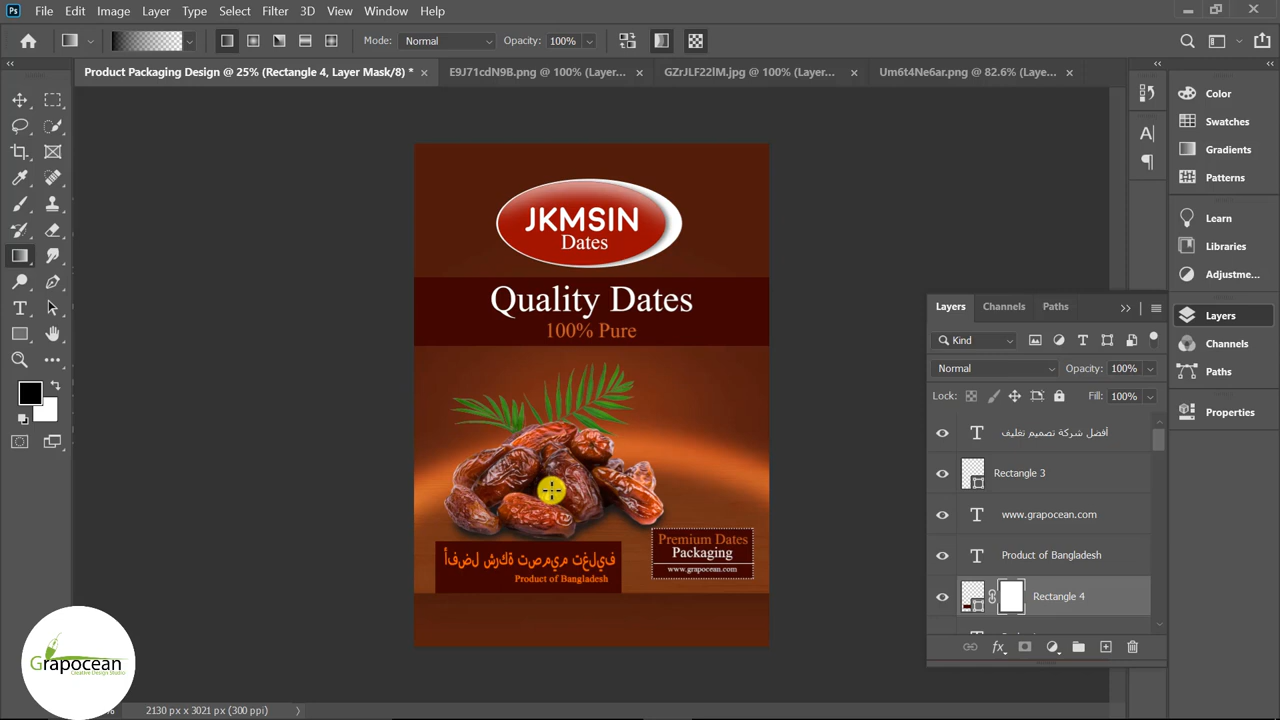 Ps File Edit Image Layer Type Select Filter 3D View Window Help
Mode: Normal Opacity: 100%
Product Packaging Design @ 25% (Rectangle 4, Layer Mask/8) * × E9J71cdN9B.png @ 100% (Layer... × GZrJLF22lM.jpg @ 100% (Layer... × Um6t4Ne6ar.png @ 82.6% (Laye... ×
JKMSIN
Dates
Quality Dates
100% Pure
أفضل شركة تصميم تغليف
Product of Bangladesh
Premium Dates
Packaging
www.grapocean.com
Color
Swatches
Gradients
Patterns
Learn
Libraries
Adjustme...
Layers
Channels
Paths
Properties
Layers Channels Paths
Kind
Normal Opacity: 100%
Lock: Fill: 100%
أفضل شركة تصميم تغليف
Rectangle 3
www.grapocean.com
Product of Bangladesh
Rectangle 4
Grapocean
Creative Design Studio
2130 px x 3021 px (300 ppi)